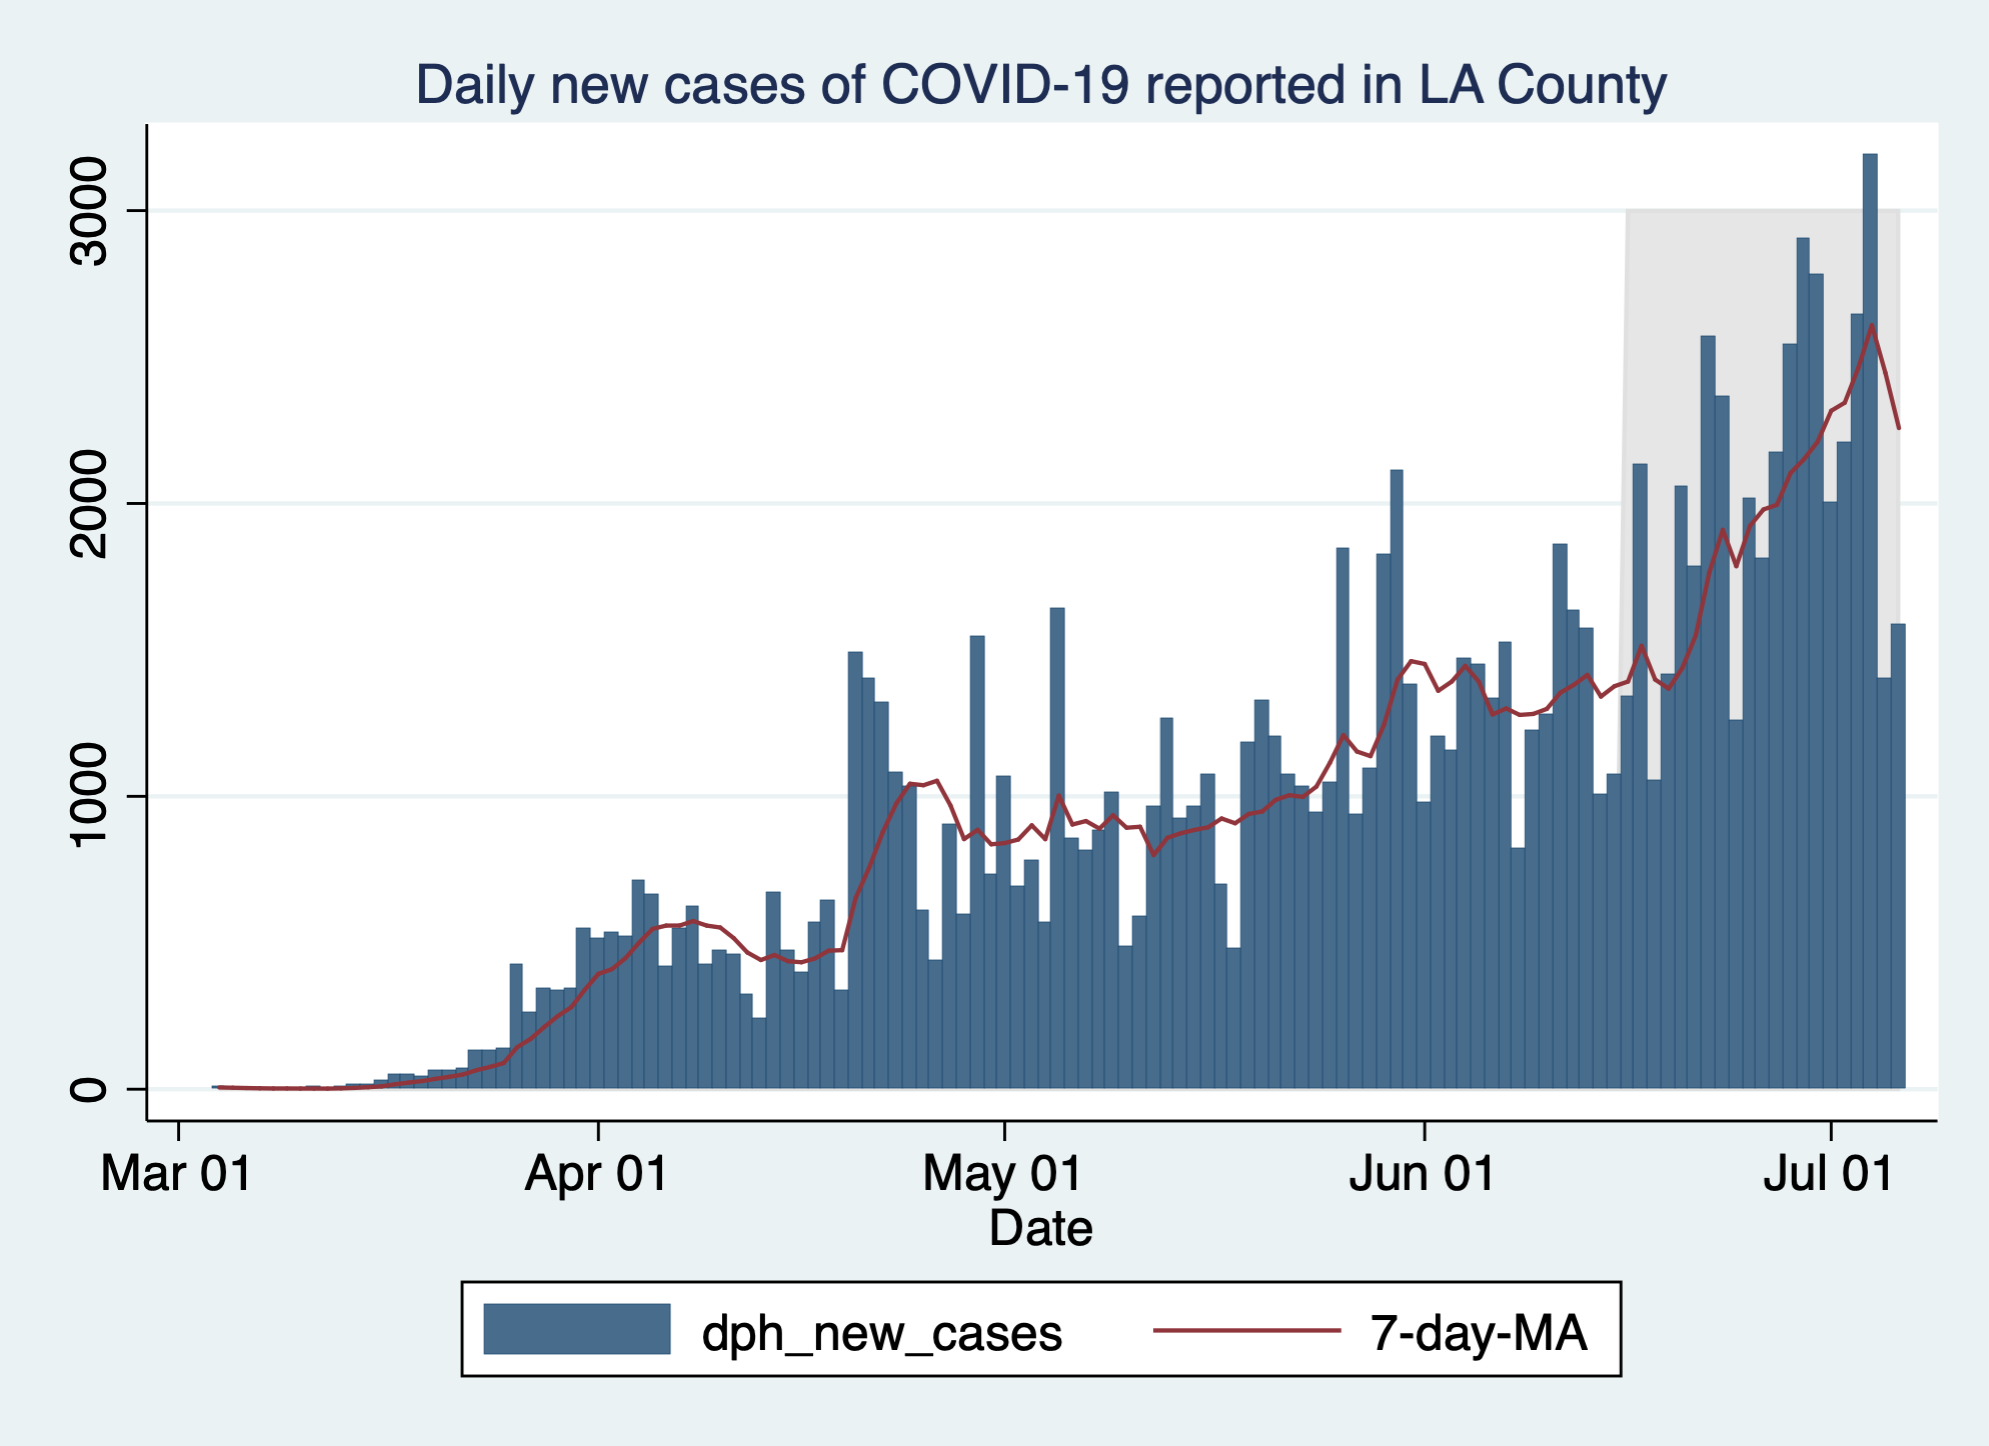 Daily new cases of COVID-19 reported in LA County
3000
2000
1000
0
Mar 01 Apr 01 May 01 Jun 01 Jul 01
Date
dph_new_cases 7-day-MA